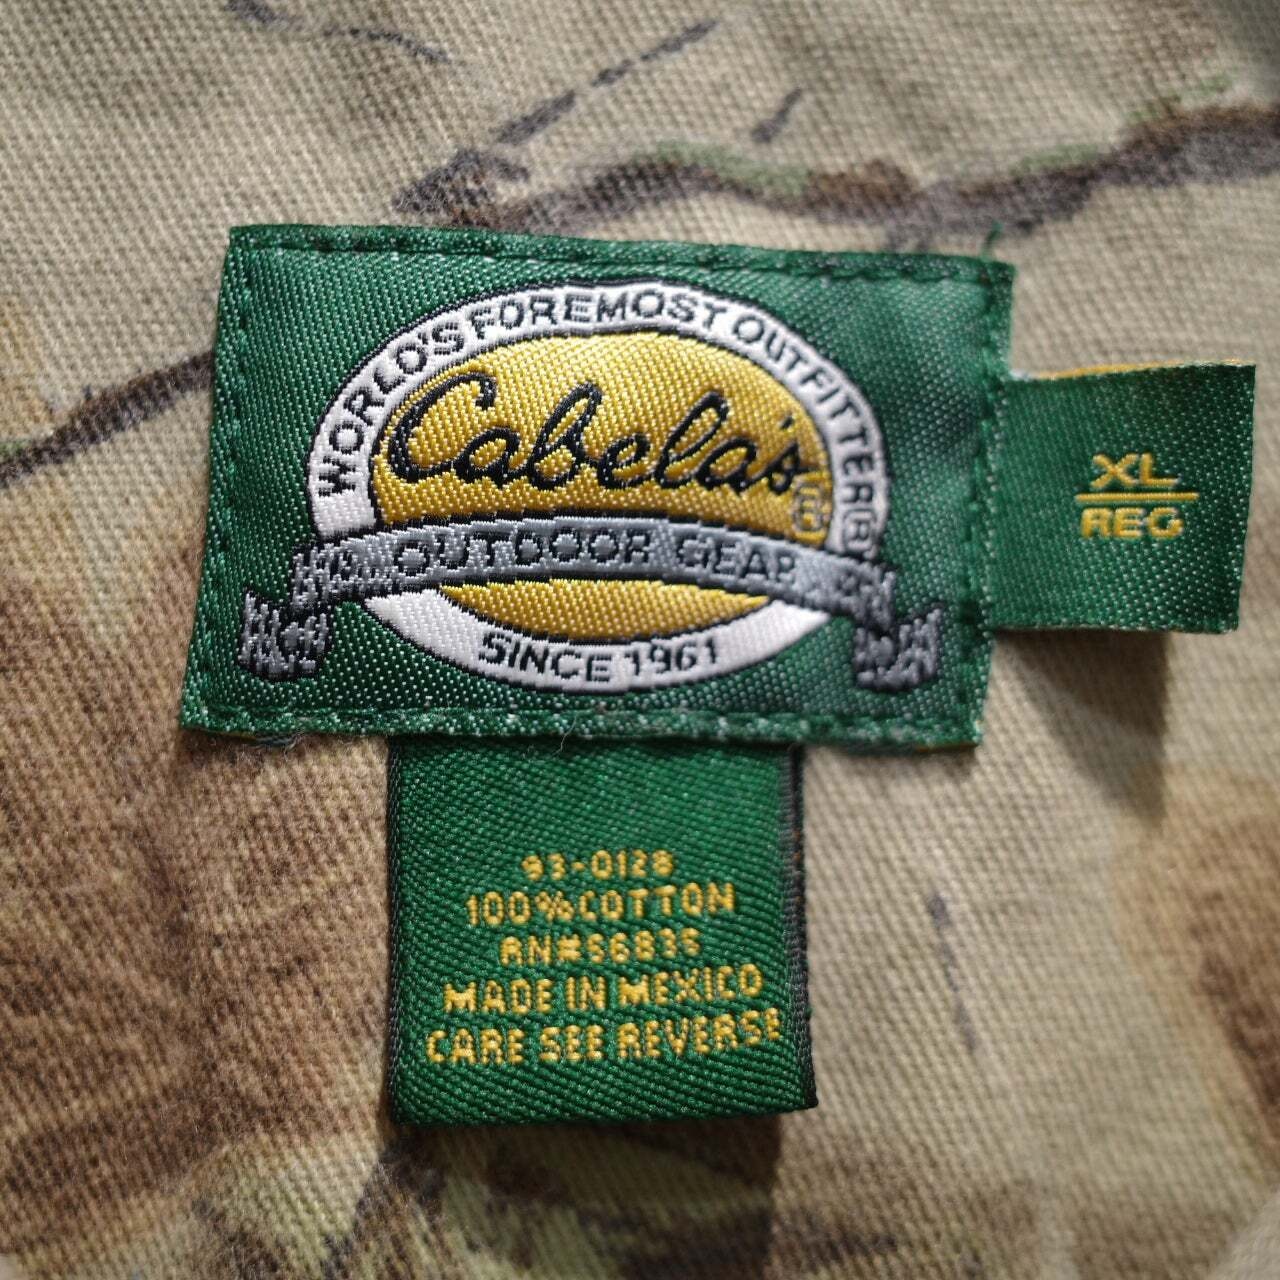 WORLD'S FOREMOST OUTFITTER®
Cabela's®
OUTDOOR GEAR
SINCE 1961
XL
REG
93-0128
100%COTTON
RN#56835
MADE IN MEXICO
CARE SEE REVERSE